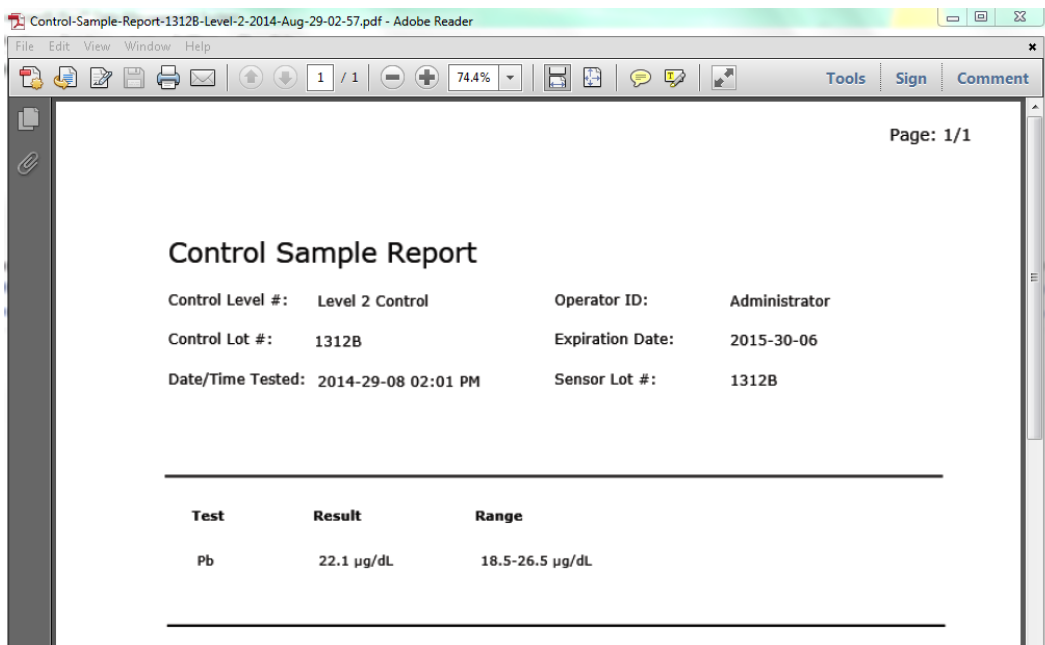 Control-Sample-Report-1312B-Level-2-2014-Aug-29-02-57.pdf - Adobe Reader
File Edit View Window Help
1 / 1 74.4% Tools Sign Comment
Page: 1/1
Control Sample Report
Control Level #: Level 2 Control Operator ID: Administrator
Control Lot #: 1312B Expiration Date: 2015-30-06
Date/Time Tested: 2014-29-08 02:01 PM Sensor Lot #: 1312B
Test Result Range
Pb 22.1 µg/dL 18.5-26.5 µg/dL